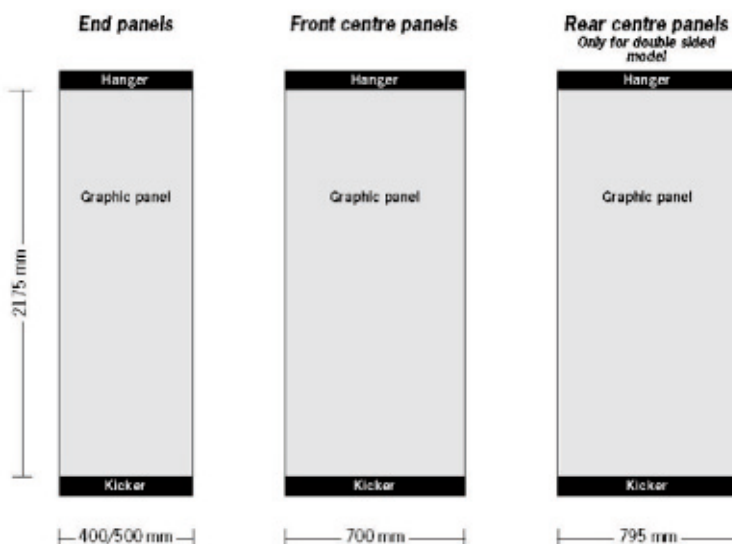 End panels
Front centre panels
Rear centre panels
Only for double sided
model
Hanger
Hanger
Hanger
Graphic panel
Graphic panel
Graphic panel
2175 mm
Kicker
Kicker
Kicker
400/500 mm
700 mm
795 mm